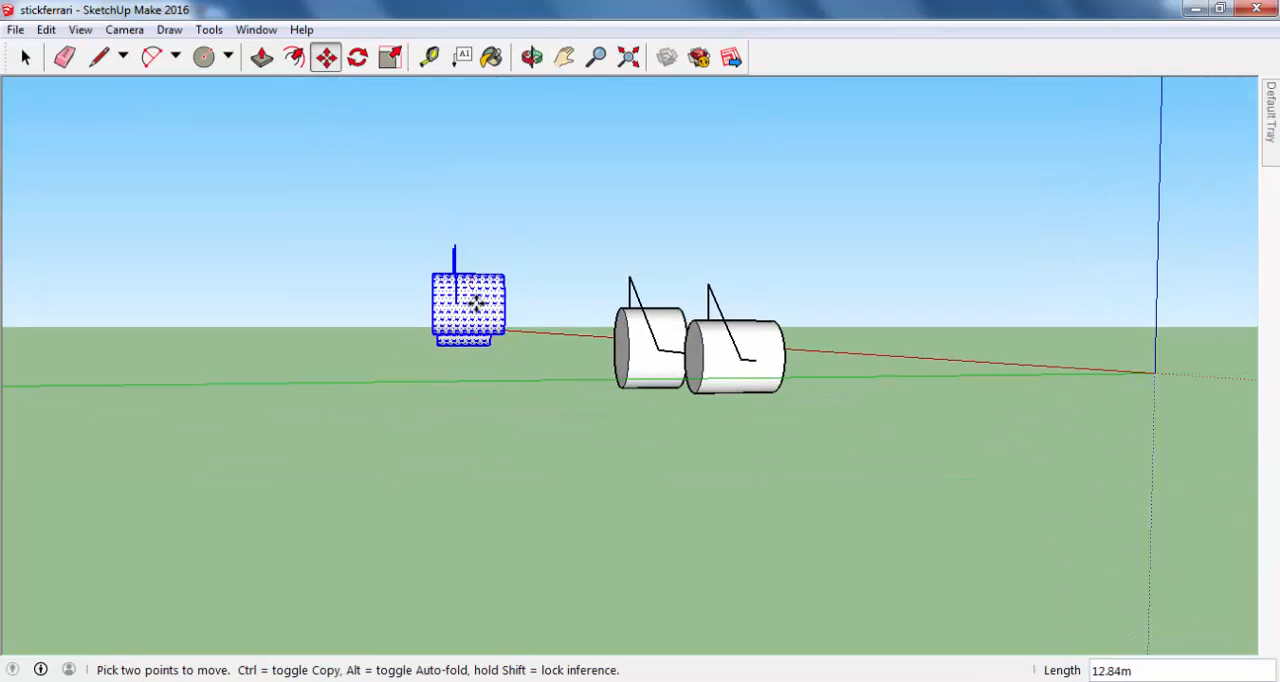 stickferrari - SketchUp Make 2016
File Edit View Camera Draw Tools Window Help
A1
Default Tray
Pick two points to move. Ctrl = toggle Copy, Alt = toggle Auto-fold, hold Shift = lock inference.
Length 12.84m